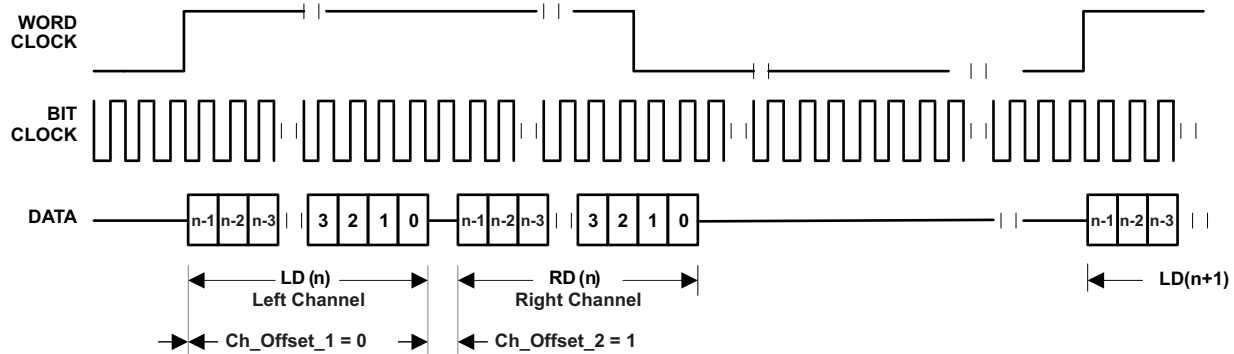 WORD
CLOCK
BIT
CLOCK
DATA
n-1 n-2 n-3 3 2 1 0 n-1 n-2 n-3 3 2 1 0 n-1 n-2 n-3
LD (n) RD (n) LD(n+1)
Left Channel Right Channel
Ch_Offset_1 = 0 Ch_Offset_2 = 1